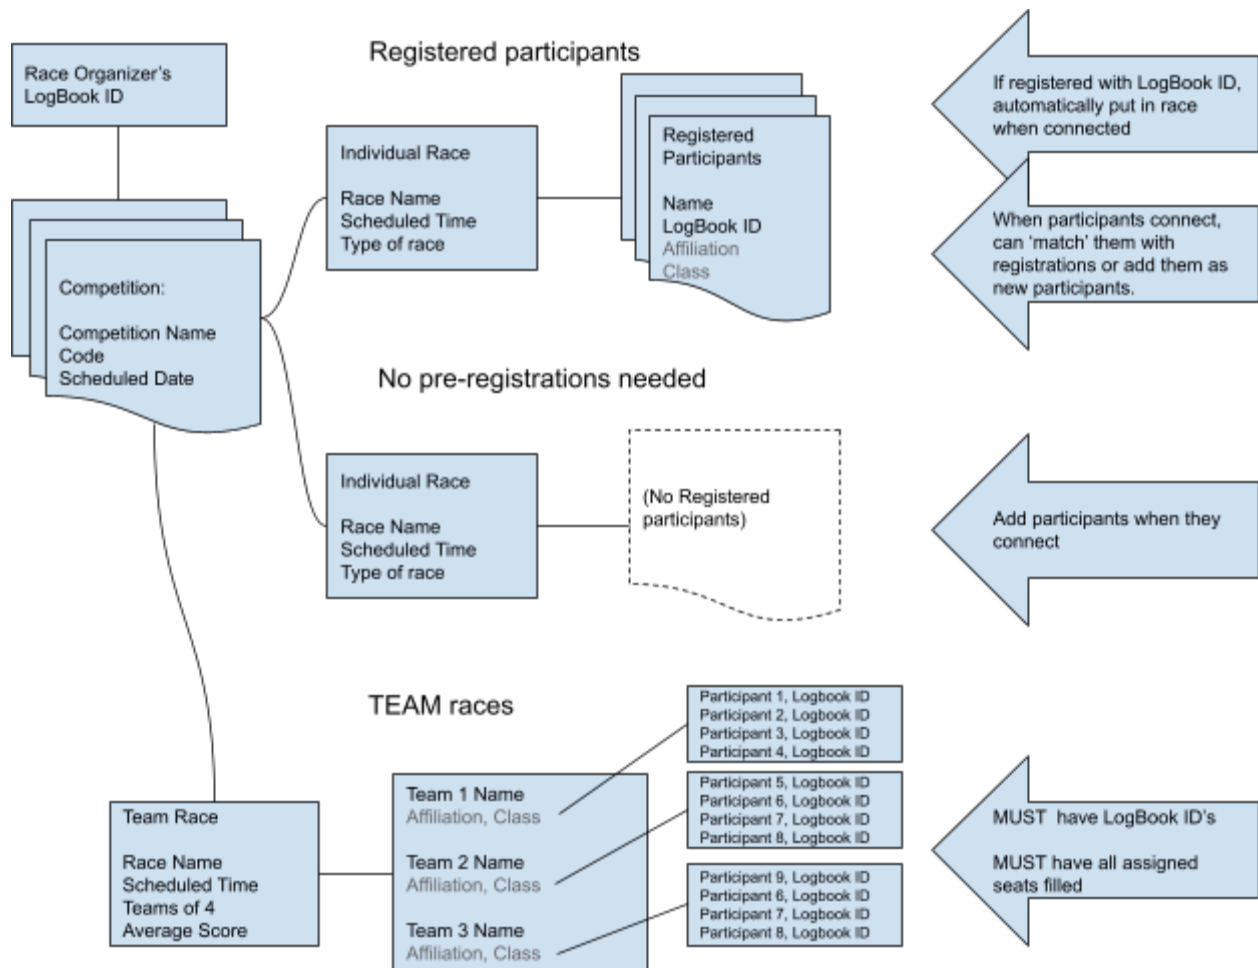 Registered participants
Race Organizer's
LogBook ID
If registered with LogBook ID,
automatically put in race
when connected
Individual Race
Race Name
Scheduled Time
Type of race
Registered
Participants
Name
LogBook ID
Affiliation
Class
When participants connect,
can 'match' them with
registrations or add them as
new participants.
Competition:
Competition Name
Code
Scheduled Date
No pre-registrations needed
Individual Race
Race Name
Scheduled Time
Type of race
(No Registered
participants)
Add participants when they
connect
TEAM races
Team Race
Race Name
Scheduled Time
Teams of 4
Average Score
Team 1 Name
Affiliation, Class
Team 2 Name
Affiliation, Class
Team 3 Name
Affiliation, Class
Participant 1, Logbook ID
Participant 2, Logbook ID
Participant 3, Logbook ID
Participant 4, Logbook ID
Participant 5, Logbook ID
Participant 6, Logbook ID
Participant 7, Logbook ID
Participant 8, Logbook ID
Participant 9, Logbook ID
Participant 6, Logbook ID
Participant 7, Logbook ID
Participant 8, Logbook ID
MUST have LogBook ID's
MUST have all assigned
seats filled